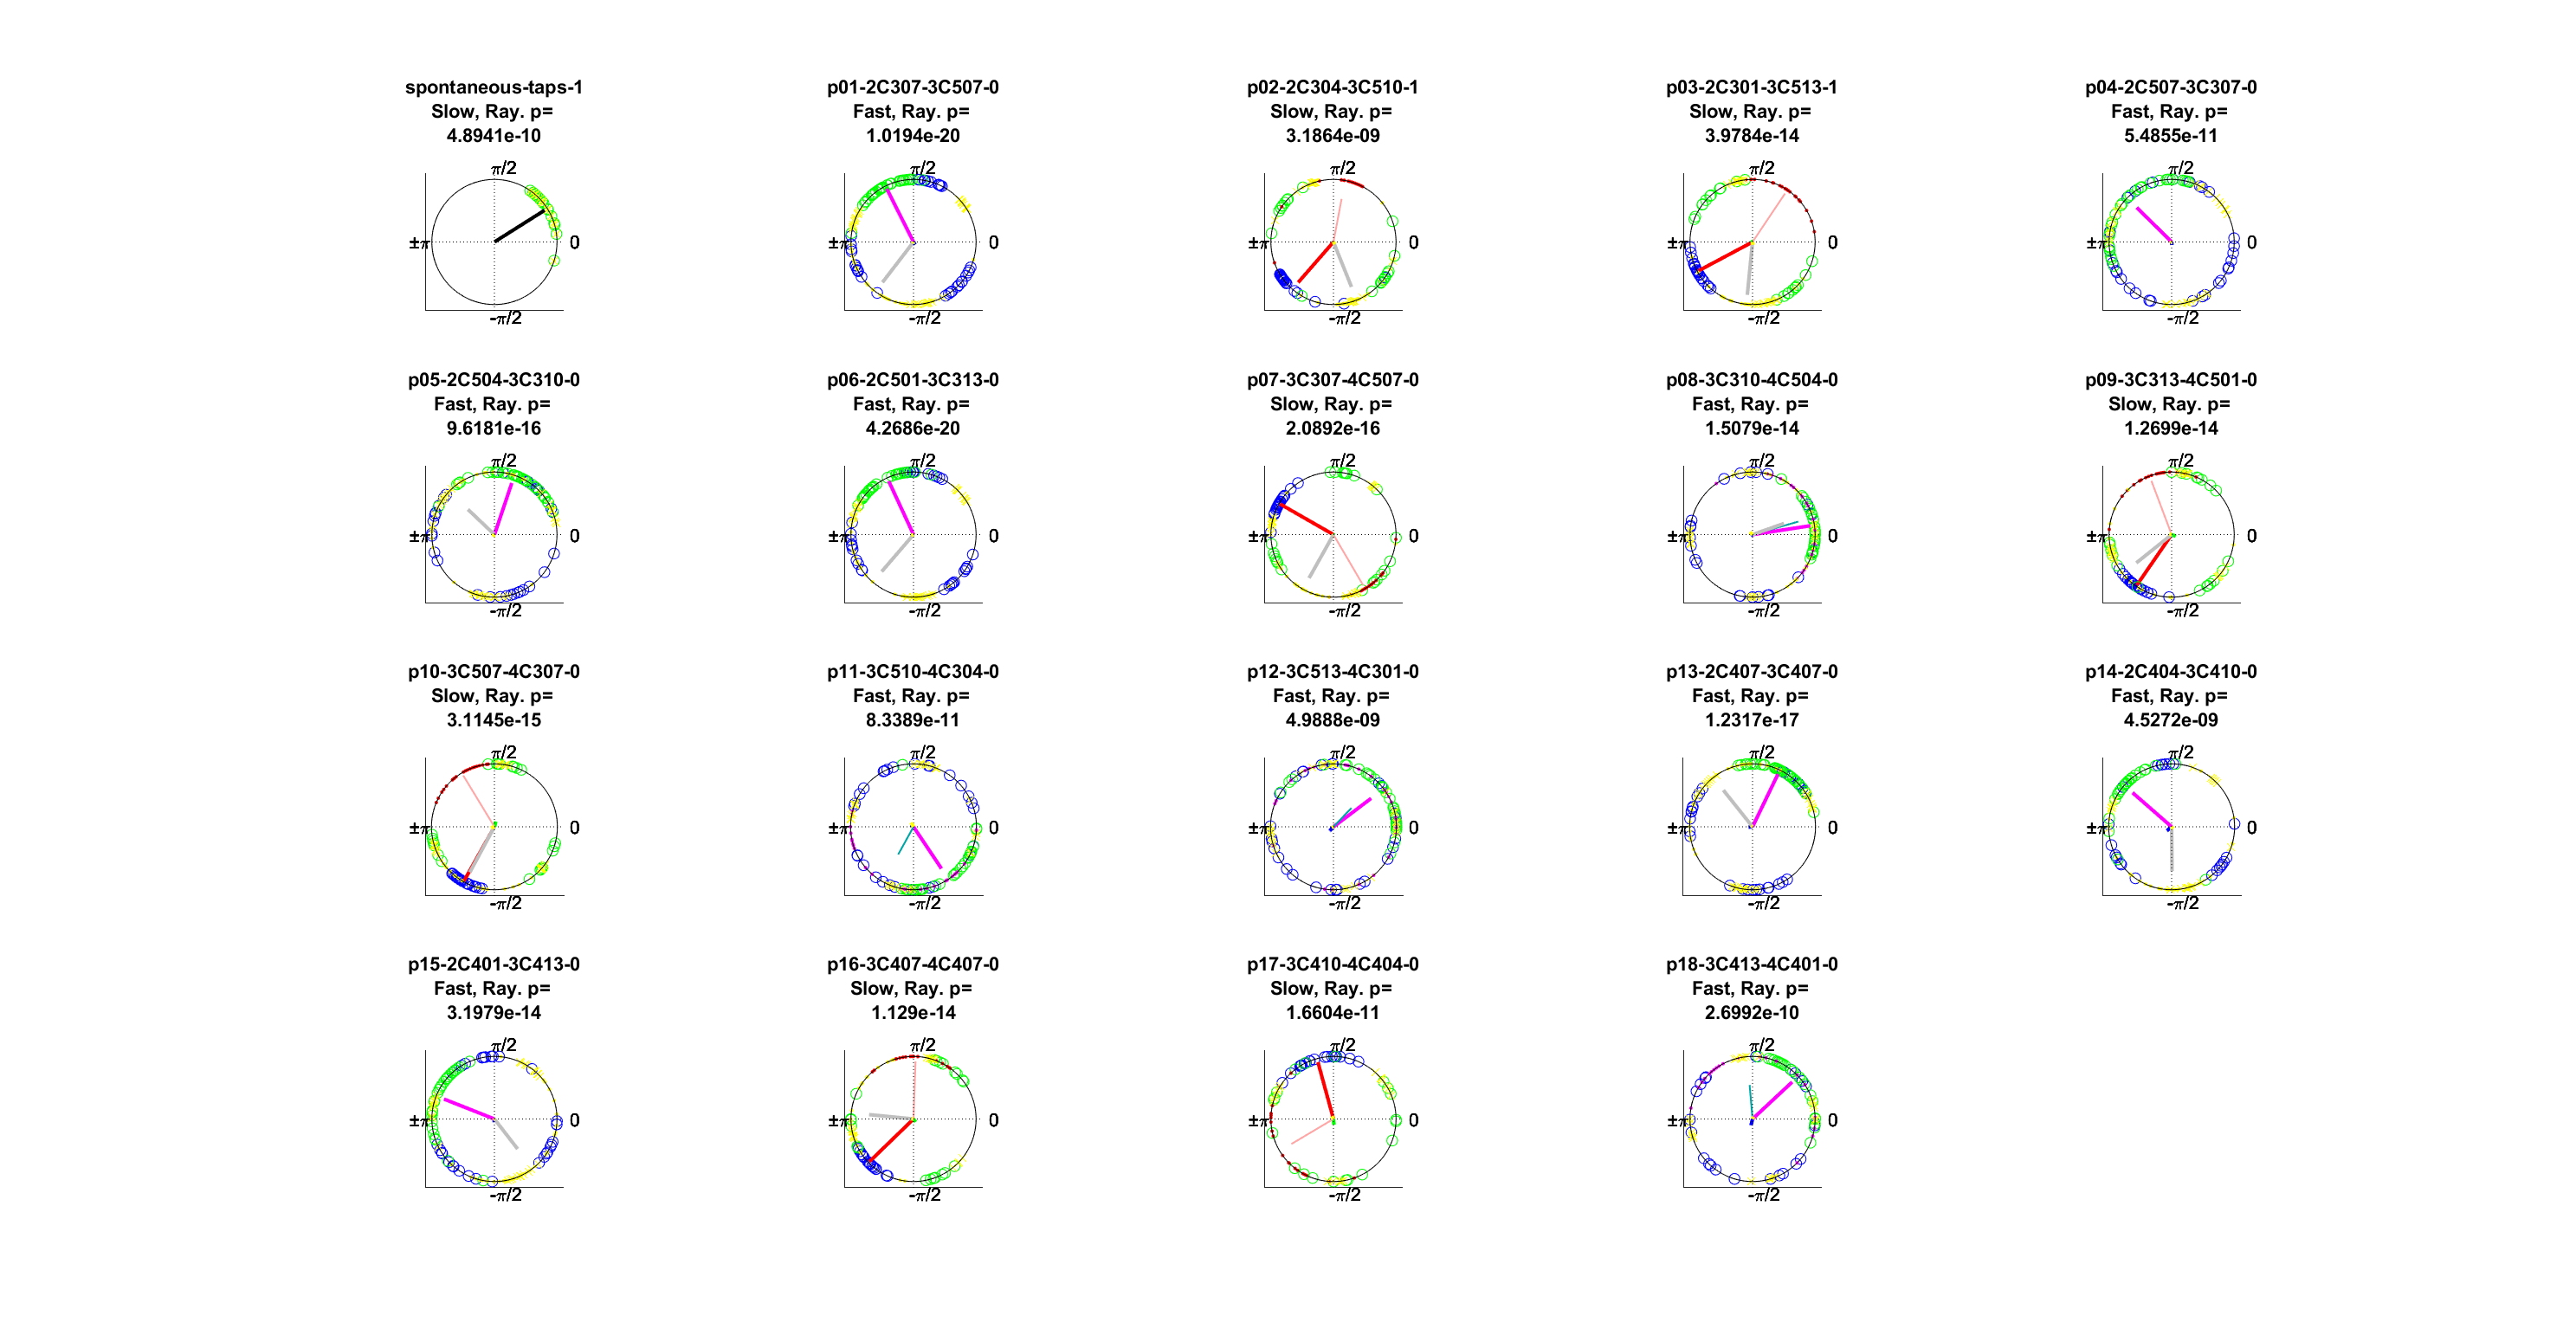 spontaneous-taps-1
Slow, Ray. p=
4.8941e-10
π/2
±π
0
-π/2
p01-2C307-3C507-0
Fast, Ray. p=
1.0194e-20
π/2
±π
0
-π/2
p02-2C304-3C510-1
Slow, Ray. p=
3.1864e-09
π/2
±π
0
-π/2
p03-2C301-3C513-1
Slow, Ray. p=
3.9784e-14
π/2
±π
0
-π/2
p04-2C507-3C307-0
Fast, Ray. p=
5.4855e-11
π/2
±π
0
-π/2
p05-2C504-3C310-0
Fast, Ray. p=
9.6181e-16
π/2
±π
0
-π/2
p06-2C501-3C313-0
Fast, Ray. p=
4.2686e-20
π/2
±π
0
-π/2
p07-3C307-4C507-0
Slow, Ray. p=
2.0892e-16
π/2
±π
0
-π/2
p08-3C310-4C504-0
Fast, Ray. p=
1.5079e-14
π/2
±π
0
-π/2
p09-3C313-4C501-0
Slow, Ray. p=
1.2699e-14
π/2
±π
0
-π/2
p10-3C507-4C307-0
Slow, Ray. p=
3.1145e-15
π/2
±π
0
-π/2
p11-3C510-4C304-0
Fast, Ray. p=
8.3389e-11
π/2
±π
0
-π/2
p12-3C513-4C301-0
Fast, Ray. p=
4.9888e-09
π/2
±π
0
-π/2
p13-2C407-3C407-0
Fast, Ray. p=
1.2317e-17
π/2
±π
0
-π/2
p14-2C404-3C410-0
Fast, Ray. p=
4.5272e-09
π/2
±π
0
-π/2
p15-2C401-3C413-0
Fast, Ray. p=
3.1979e-14
π/2
±π
0
-π/2
p16-3C407-4C407-0
Slow, Ray. p=
1.129e-14
π/2
±π
0
-π/2
p17-3C410-4C404-0
Slow, Ray. p=
1.6604e-11
π/2
±π
0
-π/2
p18-3C413-4C401-0
Fast, Ray. p=
2.6992e-10
π/2
±π
0
-π/2